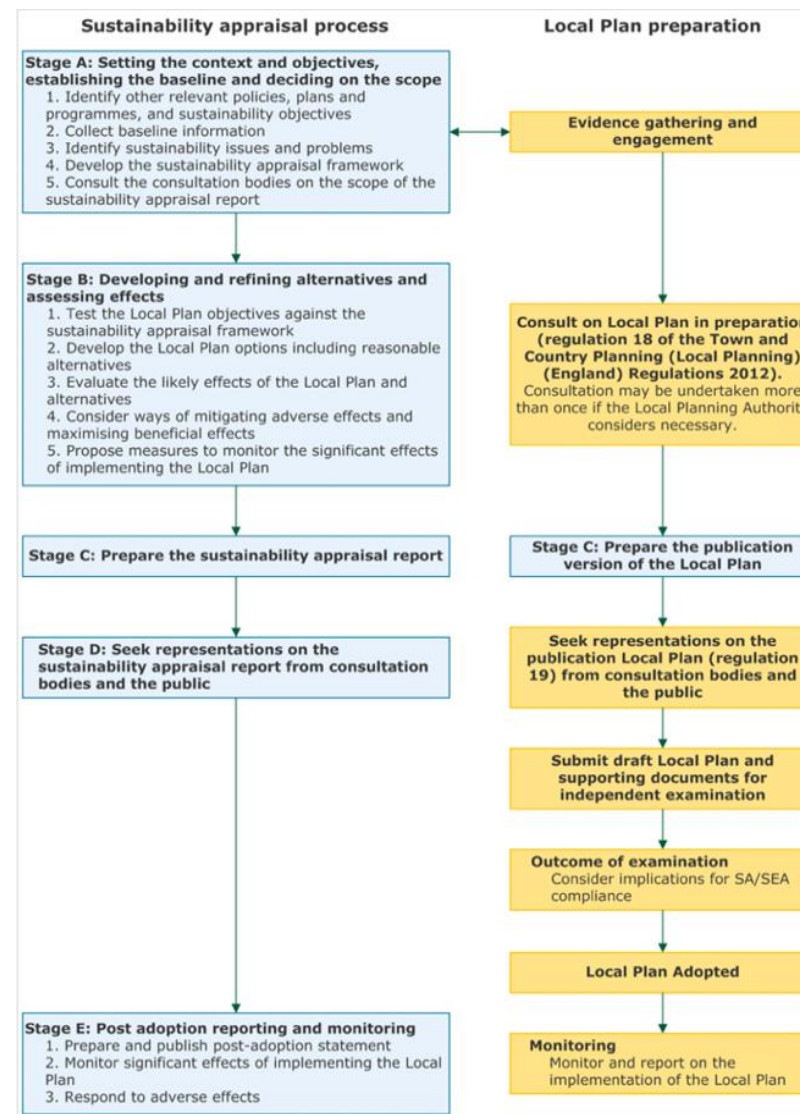 Sustainability appraisal process
Stage A: Setting the context and objectives,
establishing the baseline and deciding on the scope
1. Identify other relevant policies, plans and
programmes, and sustainability objectives
2. Collect baseline information
3. Identify sustainability issues and problems
4. Develop the sustainability appraisal framework
5. Consult the consultation bodies on the scope of the
sustainability appraisal report
Stage B: Developing and refining alternatives and
assessing effects
1. Test the Local Plan objectives against the
sustainability appraisal framework
2. Develop the Local Plan options including reasonable
alternatives
3. Evaluate the likely effects of the Local Plan and
alternatives
4. Consider ways of mitigating adverse effects and
maximising beneficial effects
5. Propose measures to monitor the significant effects
of implementing the Local Plan
Stage C: Prepare the sustainability appraisal report
Stage D: Seek representations on the
sustainability appraisal report from consultation
bodies and the public
Stage E: Post adoption reporting and monitoring
1. Prepare and publish post-adoption statement
2. Monitor significant effects of implementing the Local
Plan
3. Respond to adverse effects
Local Plan preparation
Evidence gathering and
engagement
Consult on Local Plan in preparation
(regulation 18 of the Town and
Country Planning (Local Planning)
(England) Regulations 2012).
Consultation may be undertaken more
than once if the Local Planning Authorit
considers necessary.
Stage C: Prepare the publication
version of the Local Plan
Seek representations on the
publication Local Plan (regulation
19) from consultation bodies and
the public
Submit draft Local Plan and
supporting documents for
independent examination
Outcome of examination
Consider implications for SA/SEA
compliance
Local Plan Adopted
Monitoring
Monitor and report on the
implementation of the Local Plan